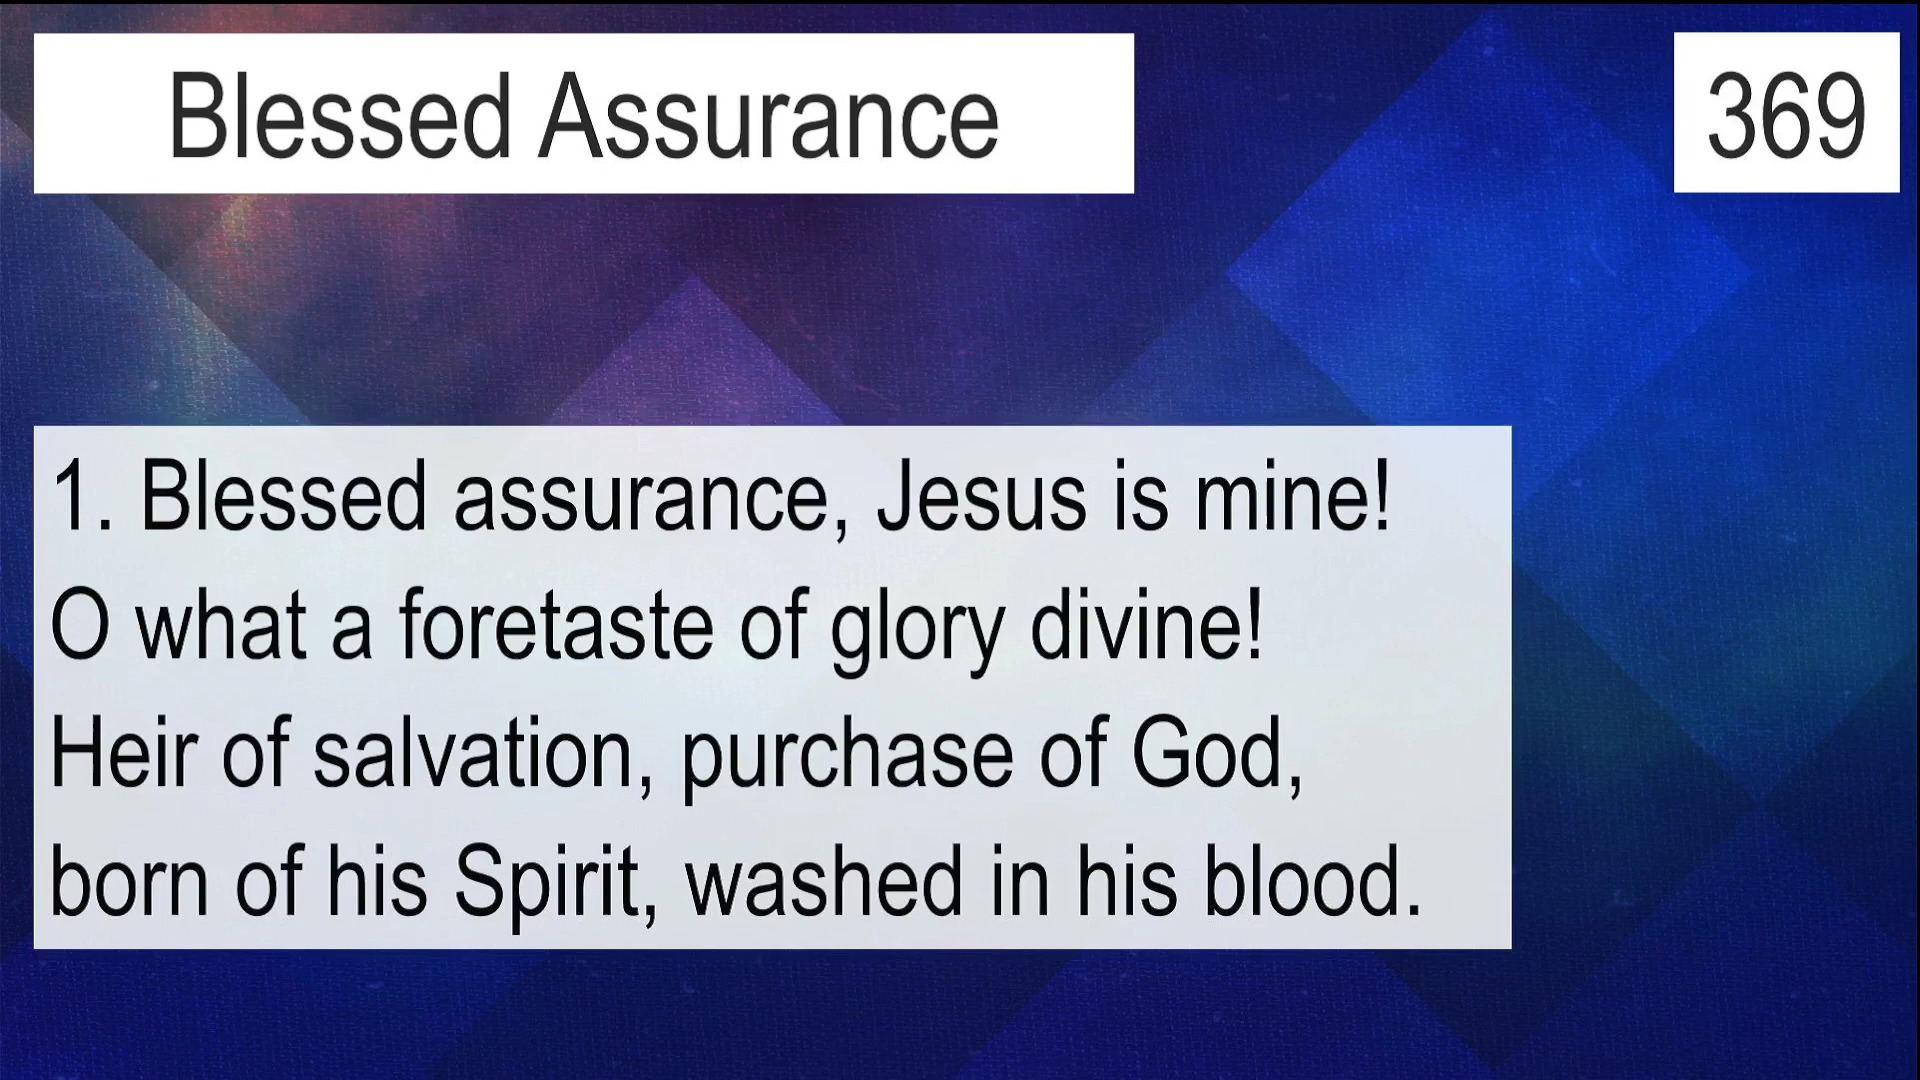 Blessed Assurance
369
1. Blessed assurance, Jesus is mine!
O what a foretaste of glory divine!
Heir of salvation, purchase of God,
born of his Spirit, washed in his blood.